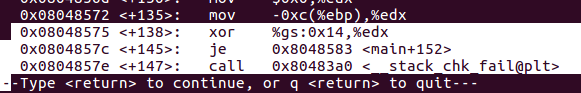 0x08048572 <+135>: mov -0xc(%ebp),%edx
0x08048575 <+138>: xor %gs:0x14,%edx
0x0804857c <+145>: je 0x8048583 <main+152>
0x0804857e <+147>: call 0x80483a0 <__stack_chk_fail@plt>
---Type <return> to continue, or q <return> to quit---